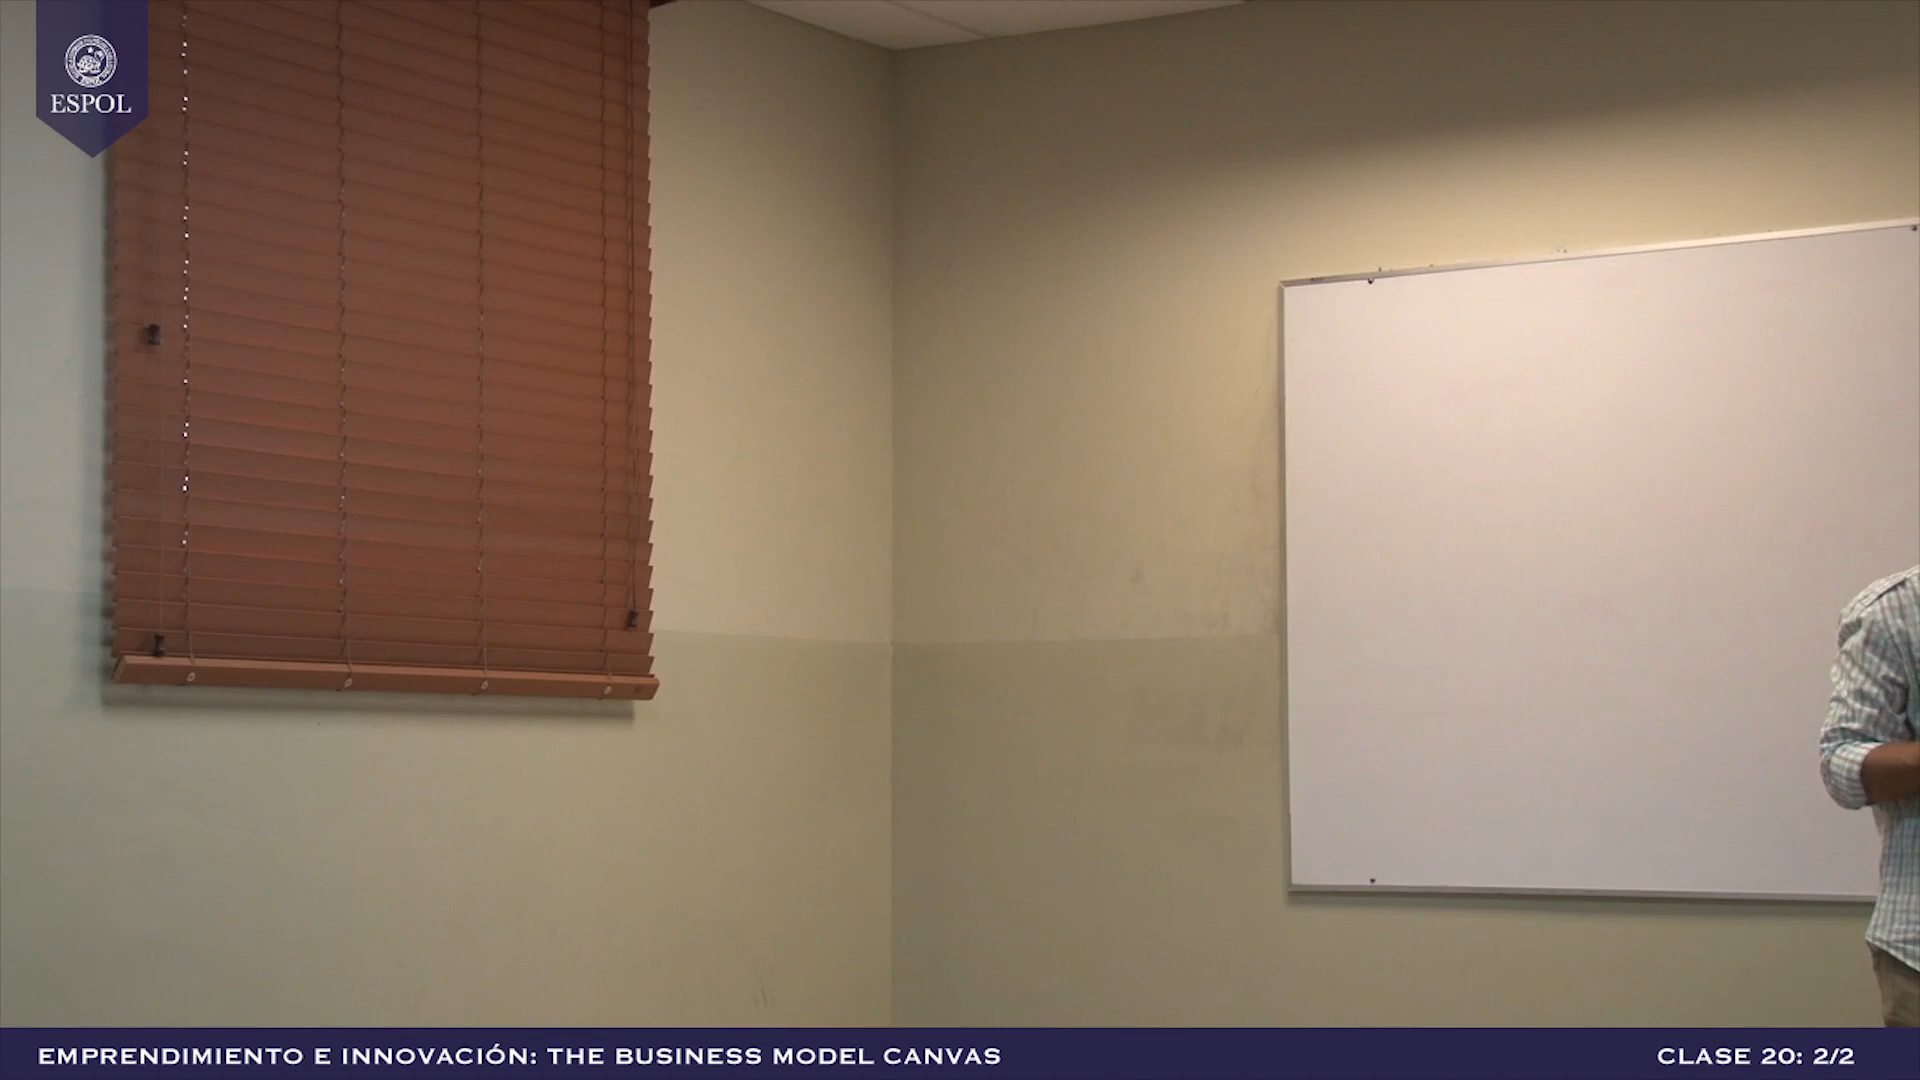 ESPOL
EMPRENDIMIENTO E INNOVACIÓN: THE BUSINESS MODEL CANVAS
CLASE 20: 2/2